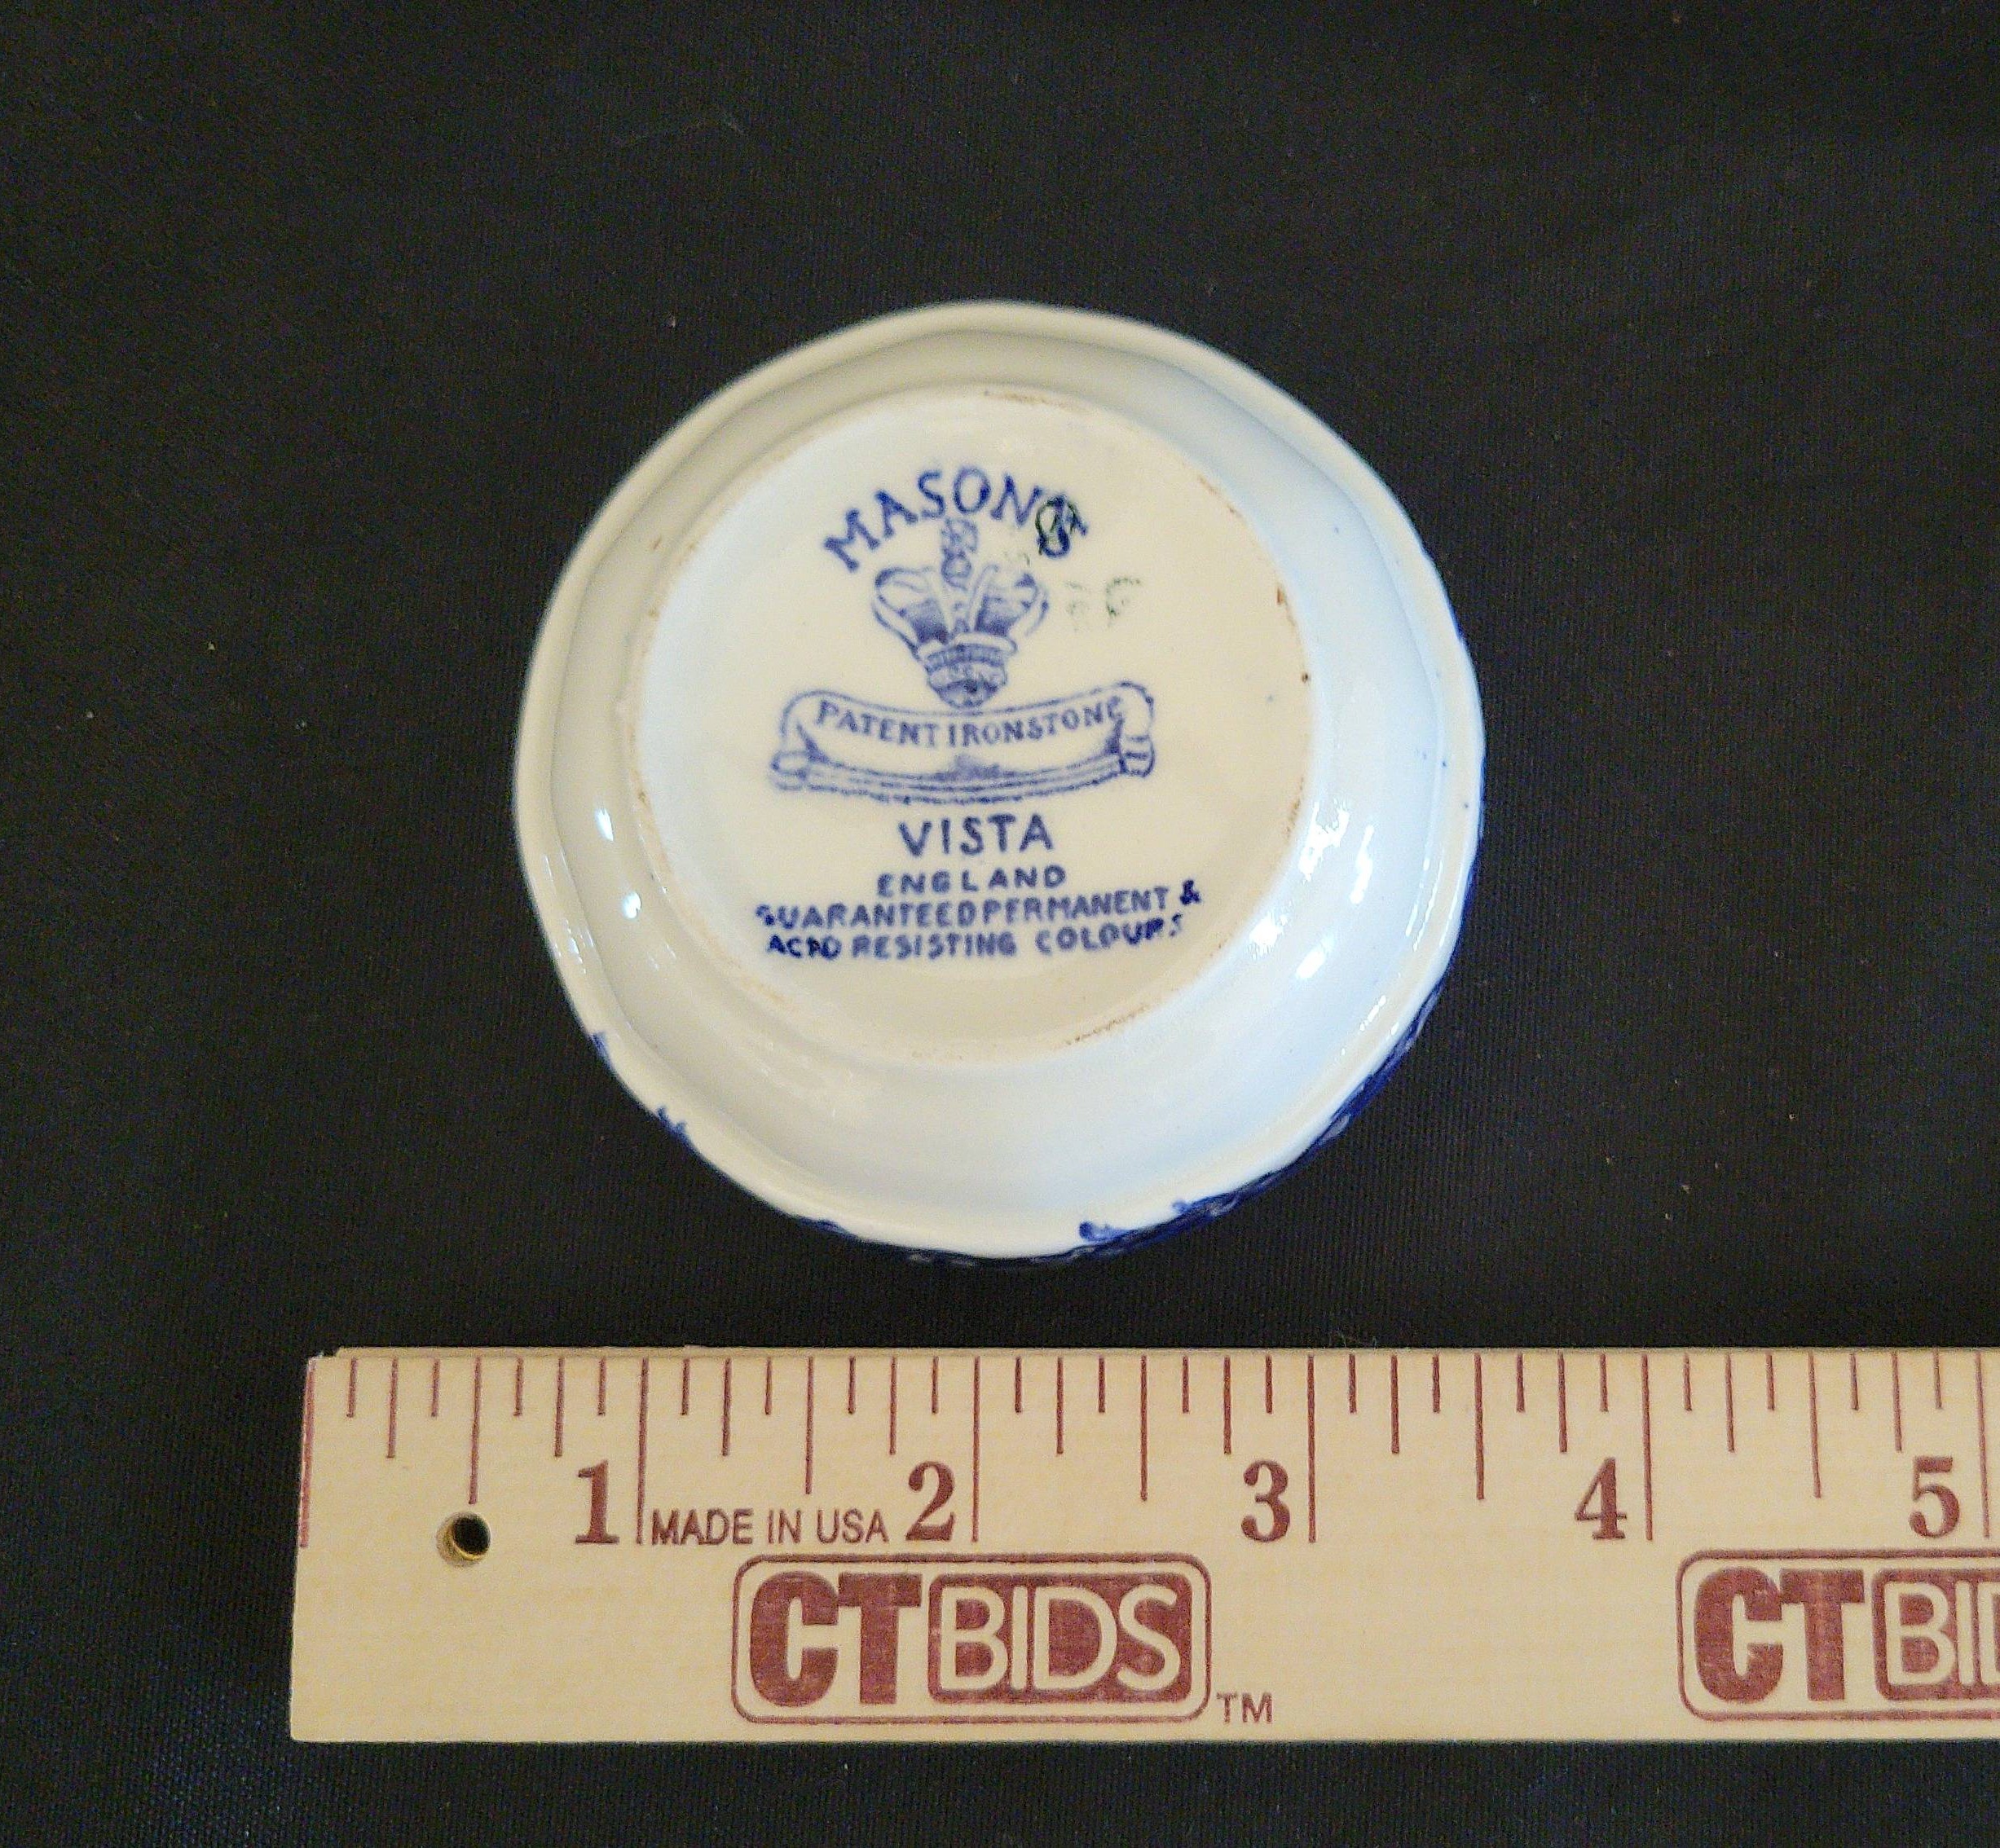 MASON'S
PATENT IRONSTONE
VISTA
ENGLAND
GUARANTEED PERMANENT &
ACID RESISTING COLOURS
1 2 3 4 5
MADE IN USA
CTBIDS TM CTBI